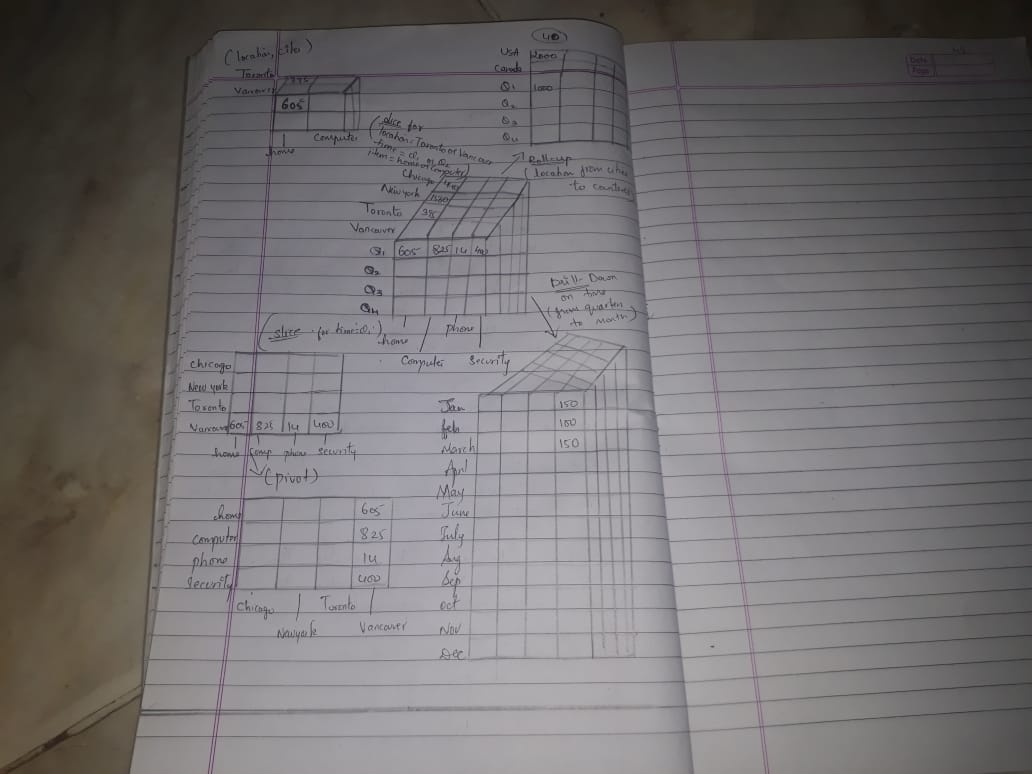 40
(location, cities)
Toronto 395
Vancouver
605
home
Computer
(slice for
location=Toronto or Vancouver
time = Q1 or Q2
item=home or computer)
USA 2000
Canada
Q1 1000
Q2
Q3
Q4
Roll-up
(location from cities
to countries)
Chicago 440
New york 1560
Toronto 395
Vancouver
Q1 605 825 14 400
Q2
Q3
Q4
home
phone
Computer security
(slice for time=Q1)
Drill-Down
on time
(from quarters
to month)
Chicago
New york
Toronto
Vancouver 605 825 14 400
home comp phone security
(pivot)
home 605
computer 825
phone 14
security 400
Chicago Toronto
Newyork Vancouver
Jan 150
feb 100
March 150
April
May
June
July
Aug
Sep
oct
Nov
Dec
Date
Page